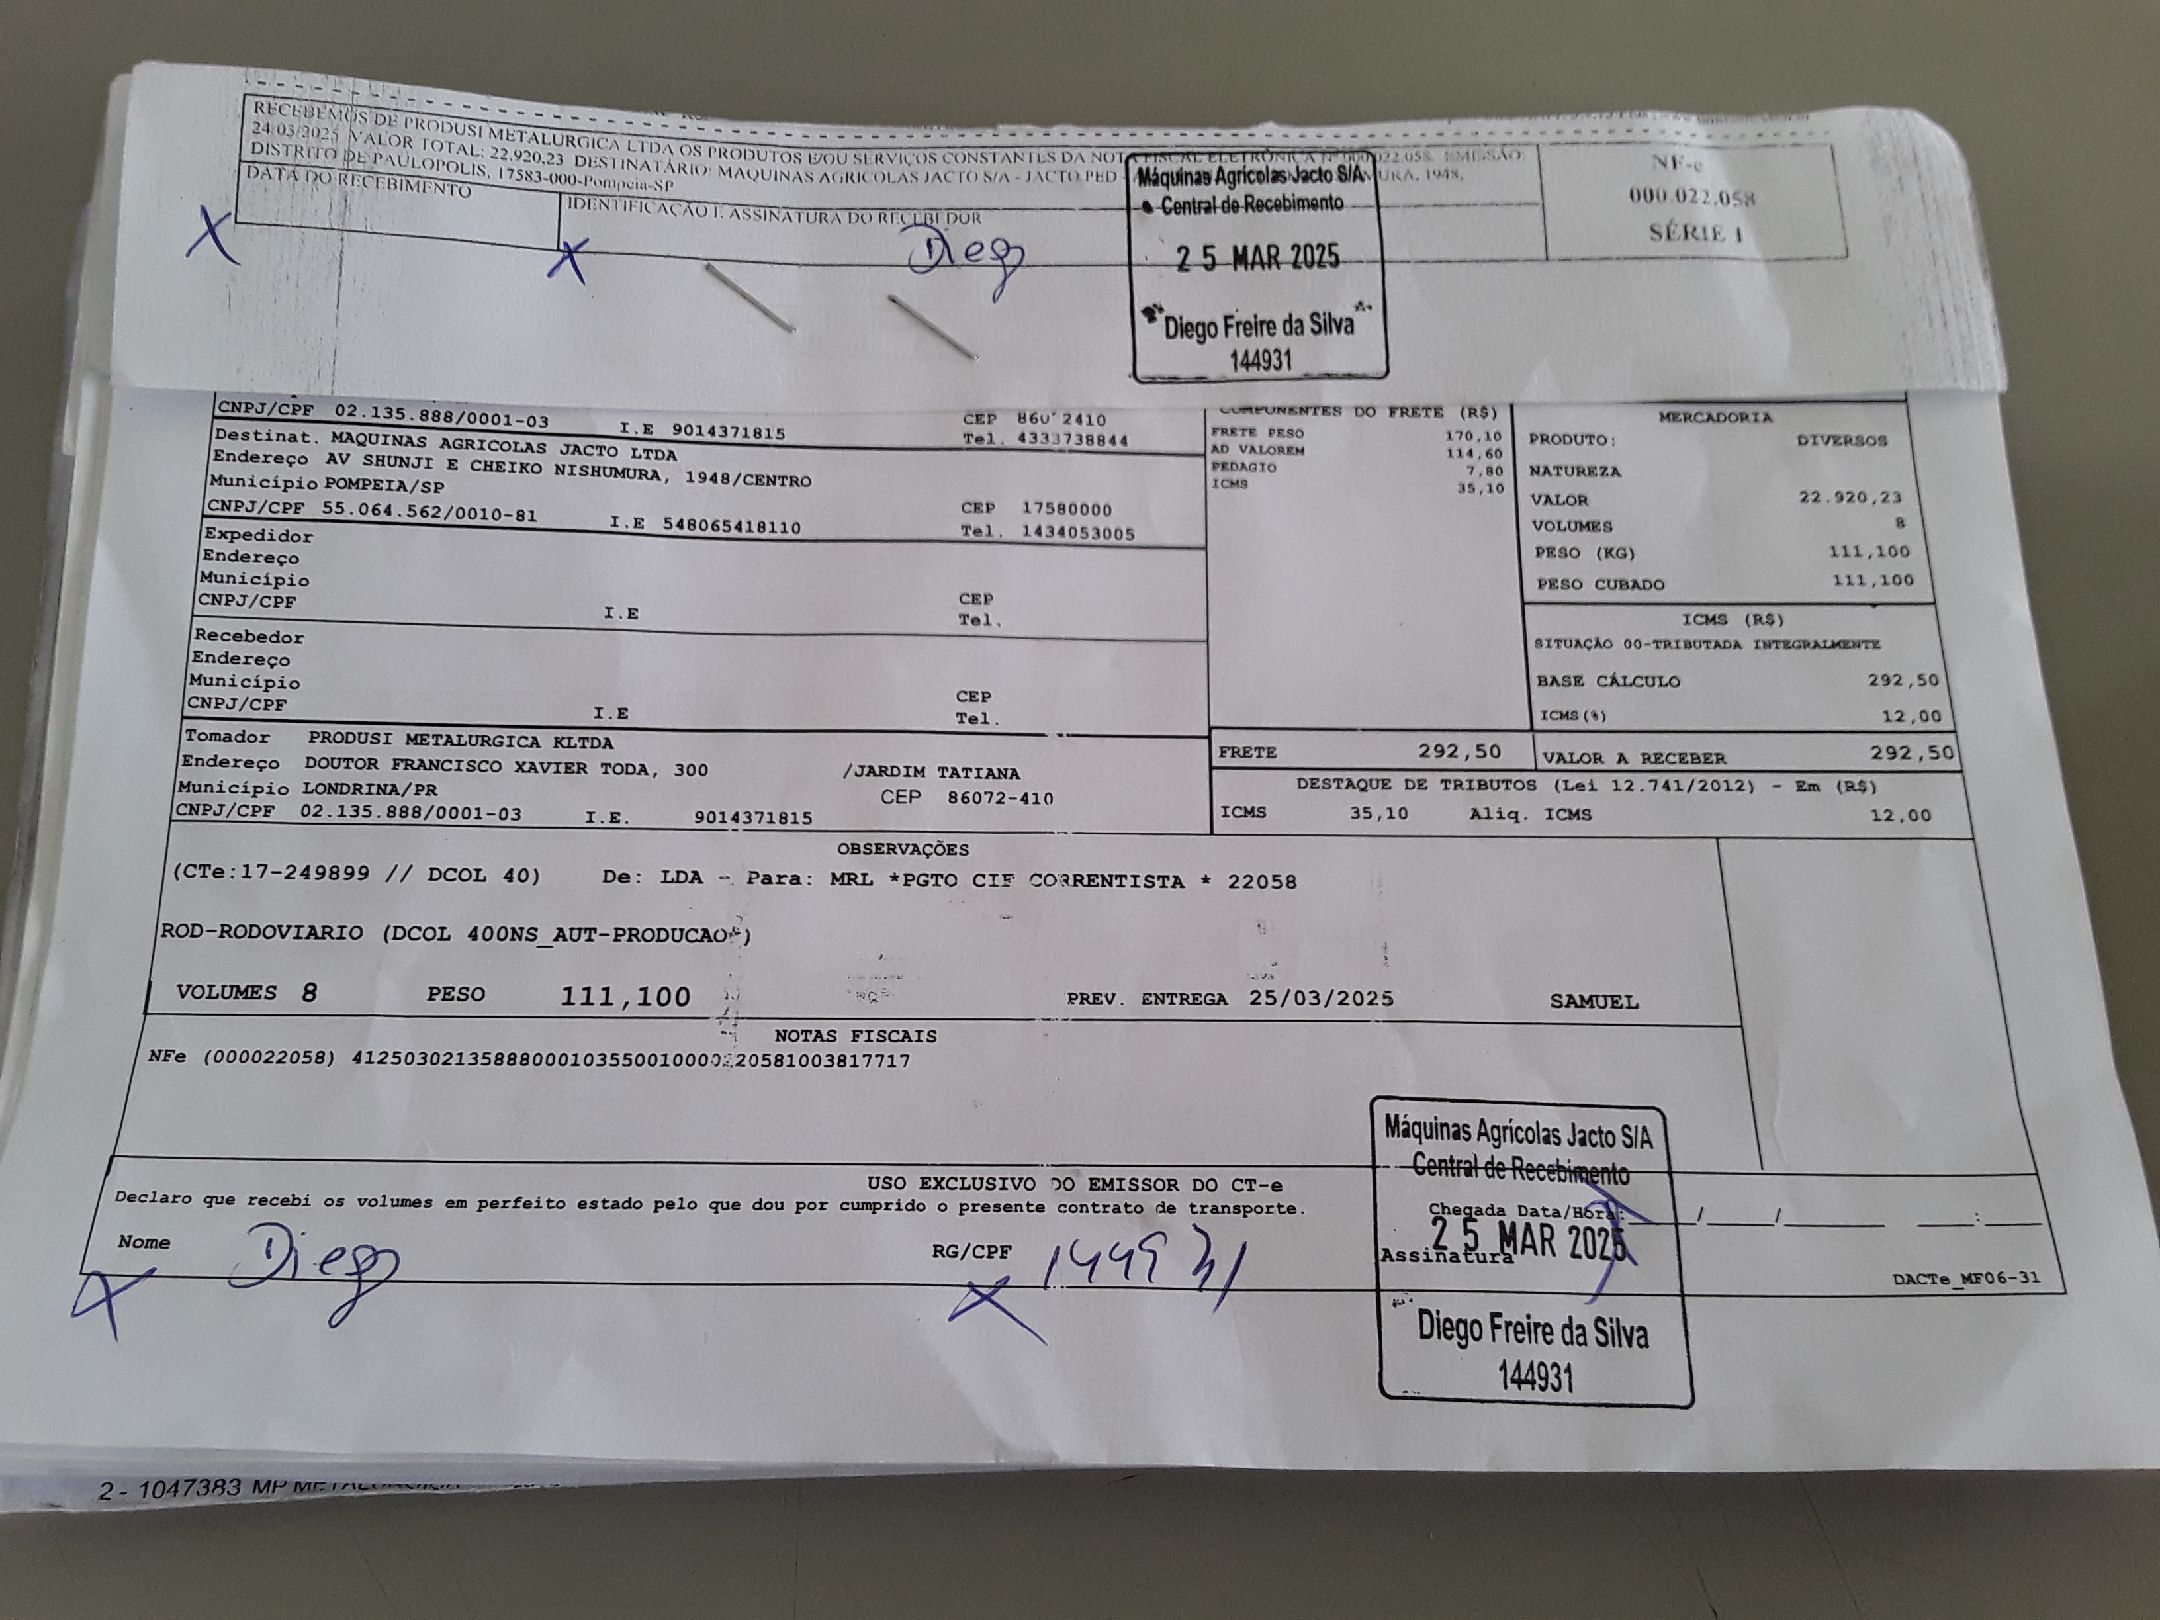 RECEBEMOS DE PRODUSI METALURGICA LTDA OS PRODUTOS E/OU SERVIÇOS CONSTANTES DA NOTA FISCAL ELETRÔNICA Nº 000.022.058. EMISSÃO:
24/03/2025 VALOR TOTAL: 22.920,23 DESTINATÁRIO: MAQUINAS AGRICOLAS JACTO S/A - JACTO PED - 1948,
DISTRITO DE PAULOPOLIS, 17583-000-Pompeia-SP
DATA DO RECEBIMENTO
IDENTIFICAÇÃO E ASSINATURA DO RECEBEDOR
NF-e
000.022.058
SÉRIE 1
X
X
Diego
Máquinas Agrícolas Jacto S/A
Central de Recebimento
25 MAR 2025
Diego Freire da Silva
144931
CNPJ/CPF 02.135.888/0001-03 I.E 9014371815
CEP 860 2410
Tel. 4333738844
Destinat. MAQUINAS AGRICOLAS JACTO LTDA
Endereço AV SHUNJI E CHEIKO NISHUMURA, 1948/CENTRO
Município POMPEIA/SP
CEP 17580000
CNPJ/CPF 55.064.562/0010-81 I.E 548065418110
Tel. 1434053005
Expedidor
Endereço
Município
CNPJ/CPF I.E
CEP
Tel.
Recebedor
Endereço
Município
CNPJ/CPF I.E
CEP
Tel.
Tomador PRODUSI METALURGICA KLTDA
Endereço DOUTOR FRANCISCO XAVIER TODA, 300 /JARDIM TATIANA
Município LONDRINA/PR CEP 86072-410
CNPJ/CPF 02.135.888/0001-03 I.E. 9014371815
COMPONENTES DO FRETE (R$)
FRETE PESO 170,10
AD VALOREM 114,60
PEDAGIO 7,80
ICMS 35,10
MERCADORIA
PRODUTO: DIVERSOS
NATUREZA
VALOR 22.920,23
VOLUMES 8
PESO (KG) 111,100
PESO CUBADO 111,100
ICMS (R$)
SITUAÇÃO 00-TRIBUTADA INTEGRALMENTE
BASE CÁLCULO 292,50
ICMS(%) 12,00
FRETE 292,50
VALOR A RECEBER 292,50
DESTAQUE DE TRIBUTOS (Lei 12.741/2012) - Em (R$)
ICMS 35,10 Aliq. ICMS 12,00
OBSERVAÇÕES
(CTe:17-249899 // DCOL 40) De: LDA - Para: MRL *PGTO CIF CORRENTISTA * 22058
ROD-RODOVIARIO (DCOL 400NS_AUT-PRODUCAO*)
VOLUMES 8 PESO 111,100 PREV. ENTREGA 25/03/2025 SAMUEL
NOTAS FISCAIS
NFe (000022058)
USO EXCLUSIVO DO EMISSOR DO CT-e
Declaro que recebi os volumes em perfeito estado pelo que dou por cumprido o presente contrato de transporte.
Chegada Data/Hora: / / :
Nome Diego RG/CPF 144931
Assinatura
DACTe_MF06-31
X
X
Máquinas Agrícolas Jacto S/A
Central de Recebimento
25 MAR 2025
Diego Freire da Silva
144931
2 - 1047383